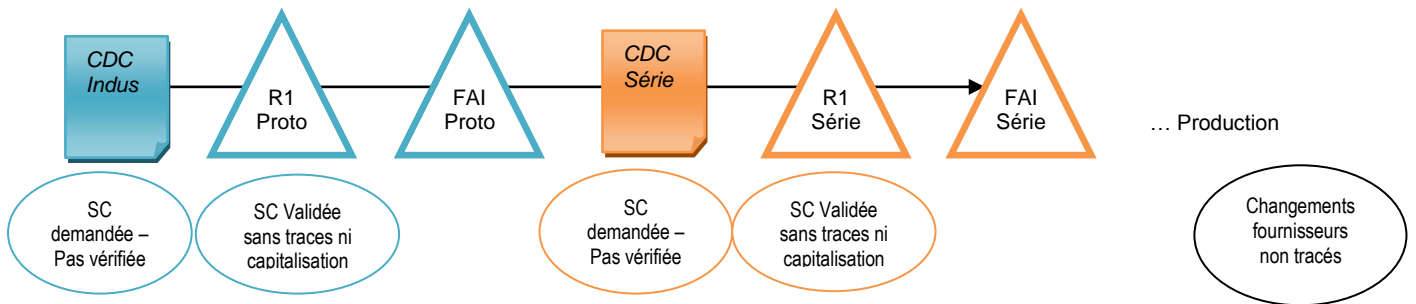 CDC
Indus
R1
Proto
FAI
Proto
CDC
Série
R1
Série
FAI
Série
… Production
SC
demandée –
Pas vérifiée
SC Validée
sans traces ni
capitalisation
SC
demandée –
Pas vérifiée
SC Validée
sans traces ni
capitalisation
Changements
fournisseurs
non tracés